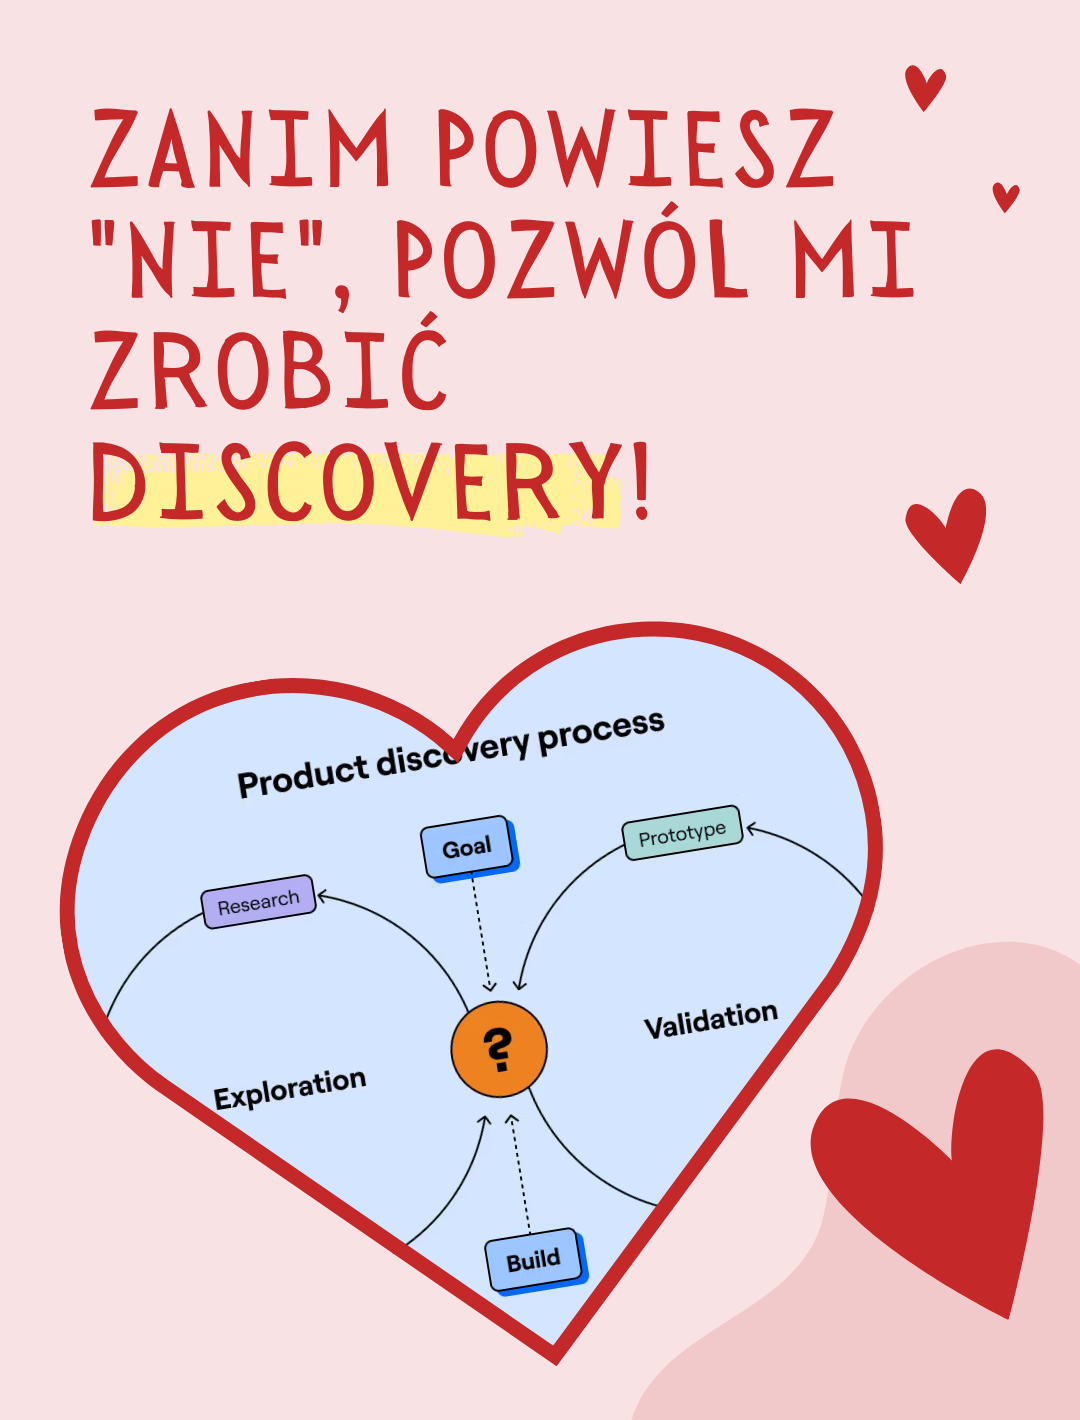 ZANIM POWIESZ
"NIE", POZWÓL MI
ZROBIĆ
DISCOVERY!
Product discovery process
Goal
Prototype
Research
?
Validation
Exploration
Build